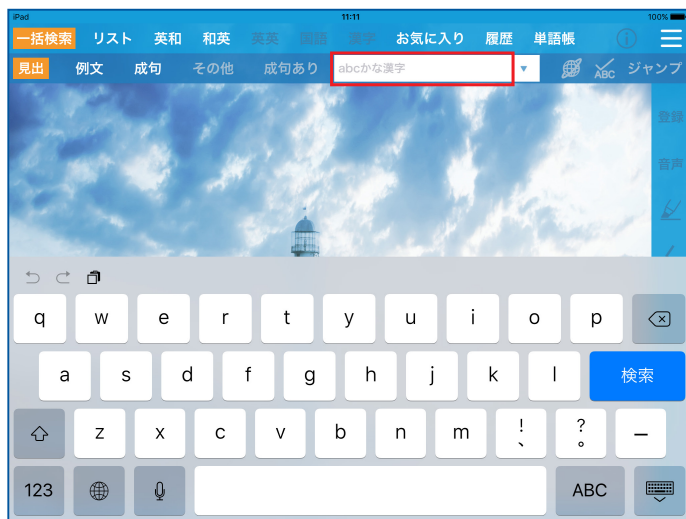 iPad 11:11 100%
一括検索 リスト 英和 和英 英英 国語 漢字 お気に入り 履歴 単語帳
見出 例文 成句 その他 成句あり abcかな漢字 ▼ ABC ジャンプ
登録
音声
q w e r t y u i o p
a s d f g h j k l 検索
z x c v b n m ! 、 ? 。 ー
123 ABC